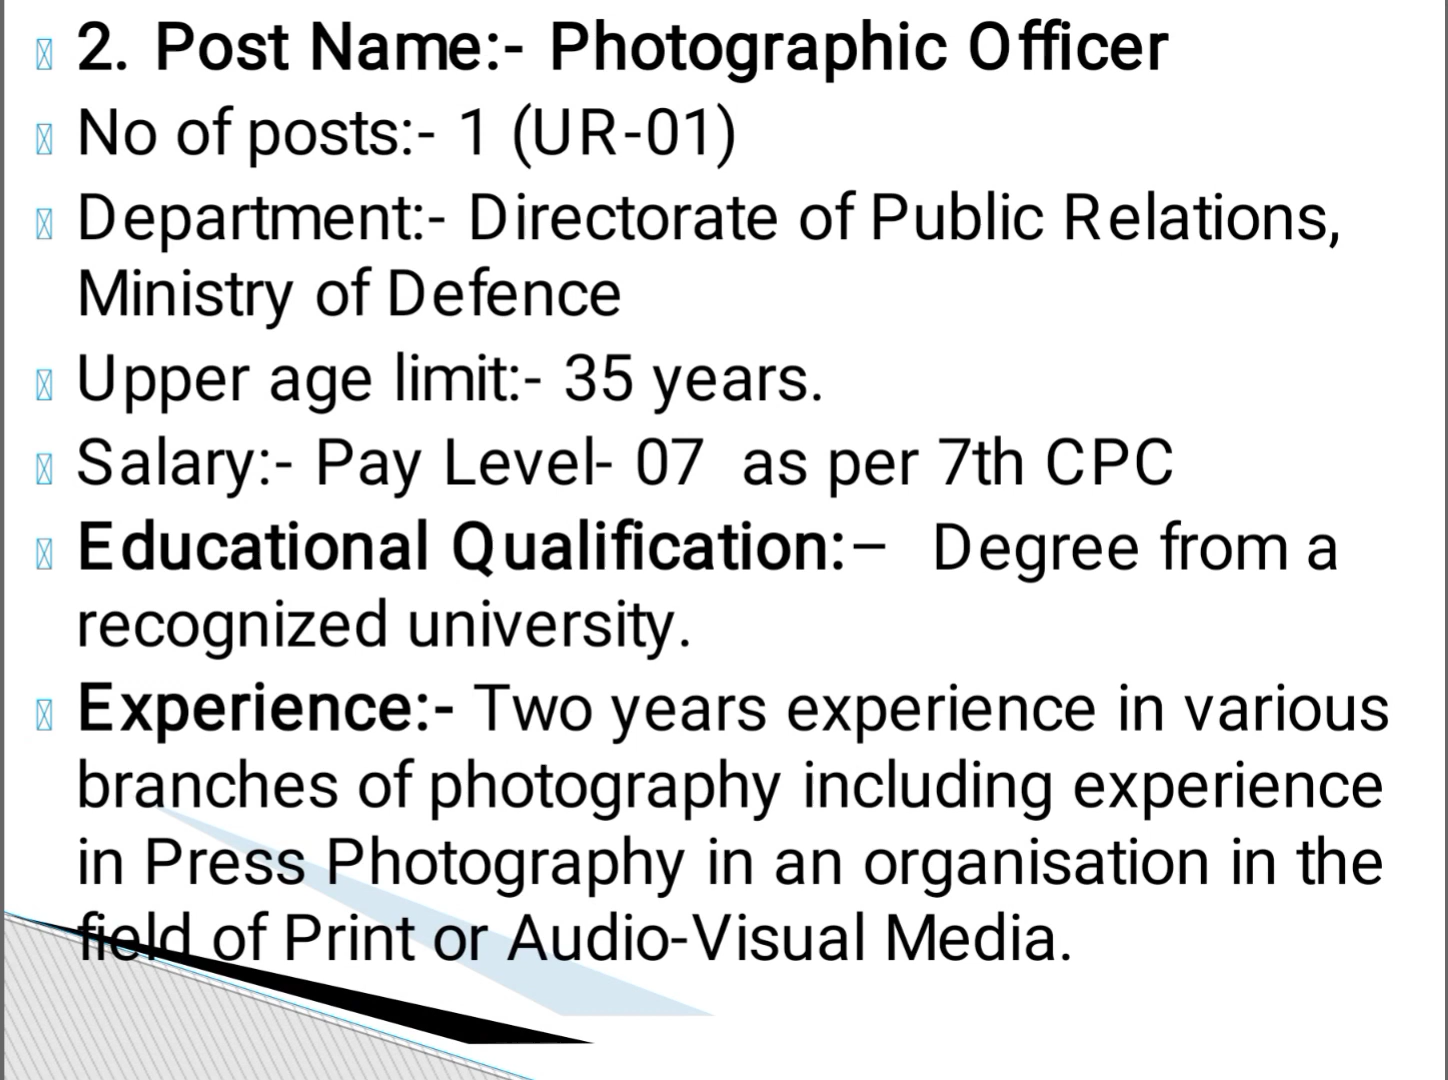 2. Post Name:- Photographic Officer
No of posts:- 1 (UR-01)
Department:- Directorate of Public Relations,
Ministry of Defence
Upper age limit:- 35 years.
Salary:- Pay Level- 07 as per 7th CPC
Educational Qualification:– Degree from a
recognized university.
Experience:- Two years experience in various
branches of photography including experience
in Press Photography in an organisation in the
field of Print or Audio-Visual Media.